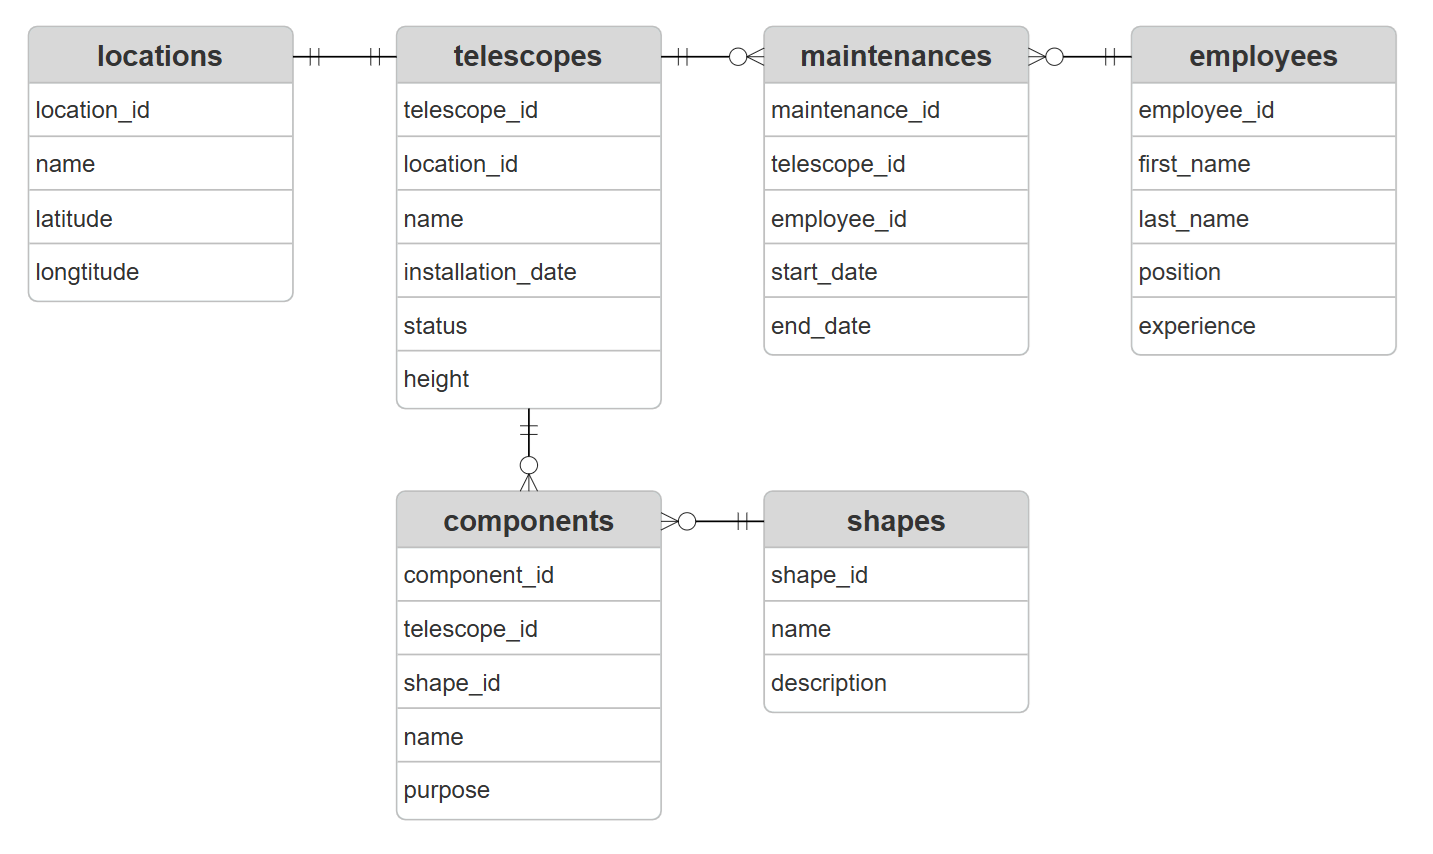 locations
location_id
name
latitude
longtitude
telescopes
telescope_id
location_id
name
installation_date
status
height
maintenances
maintenance_id
telescope_id
employee_id
start_date
end_date
employees
employee_id
first_name
last_name
position
experience
components
component_id
telescope_id
shape_id
name
purpose
shapes
shape_id
name
description